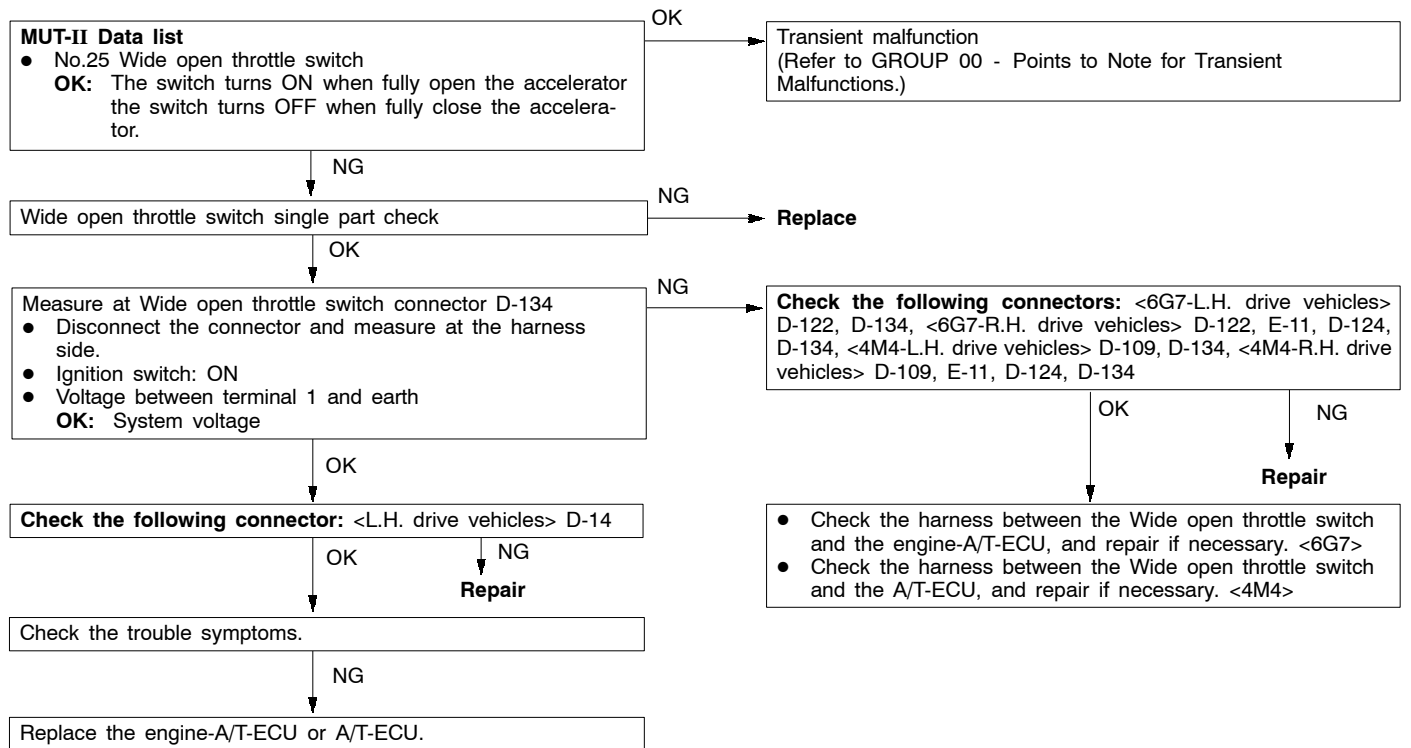 MUT-II Data list
● No.25 Wide open throttle switch
OK: The switch turns ON when fully open the accelerator
the switch turns OFF when fully close the accelera-
tor.
OK
Transient malfunction
(Refer to GROUP 00 - Points to Note for Transient
Malfunctions.)
NG
Wide open throttle switch single part check
NG
Replace
OK
Measure at Wide open throttle switch connector D-134
● Disconnect the connector and measure at the harness
side.
● Ignition switch: ON
● Voltage between terminal 1 and earth
OK: System voltage
NG
Check the following connectors: <6G7-L.H. drive vehicles>
D-122, D-134, <6G7-R.H. drive vehicles> D-122, E-11, D-124,
D-134, <4M4-L.H. drive vehicles> D-109, D-134, <4M4-R.H. drive
vehicles> D-109, E-11, D-124, D-134
OK
NG
Repair
● Check the harness between the Wide open throttle switch
and the engine-A/T-ECU, and repair if necessary. <6G7>
● Check the harness between the Wide open throttle switch
and the A/T-ECU, and repair if necessary. <4M4>
OK
Check the following connector: <L.H. drive vehicles> D-14
OK
NG
Repair
Check the trouble symptoms.
NG
Replace the engine-A/T-ECU or A/T-ECU.